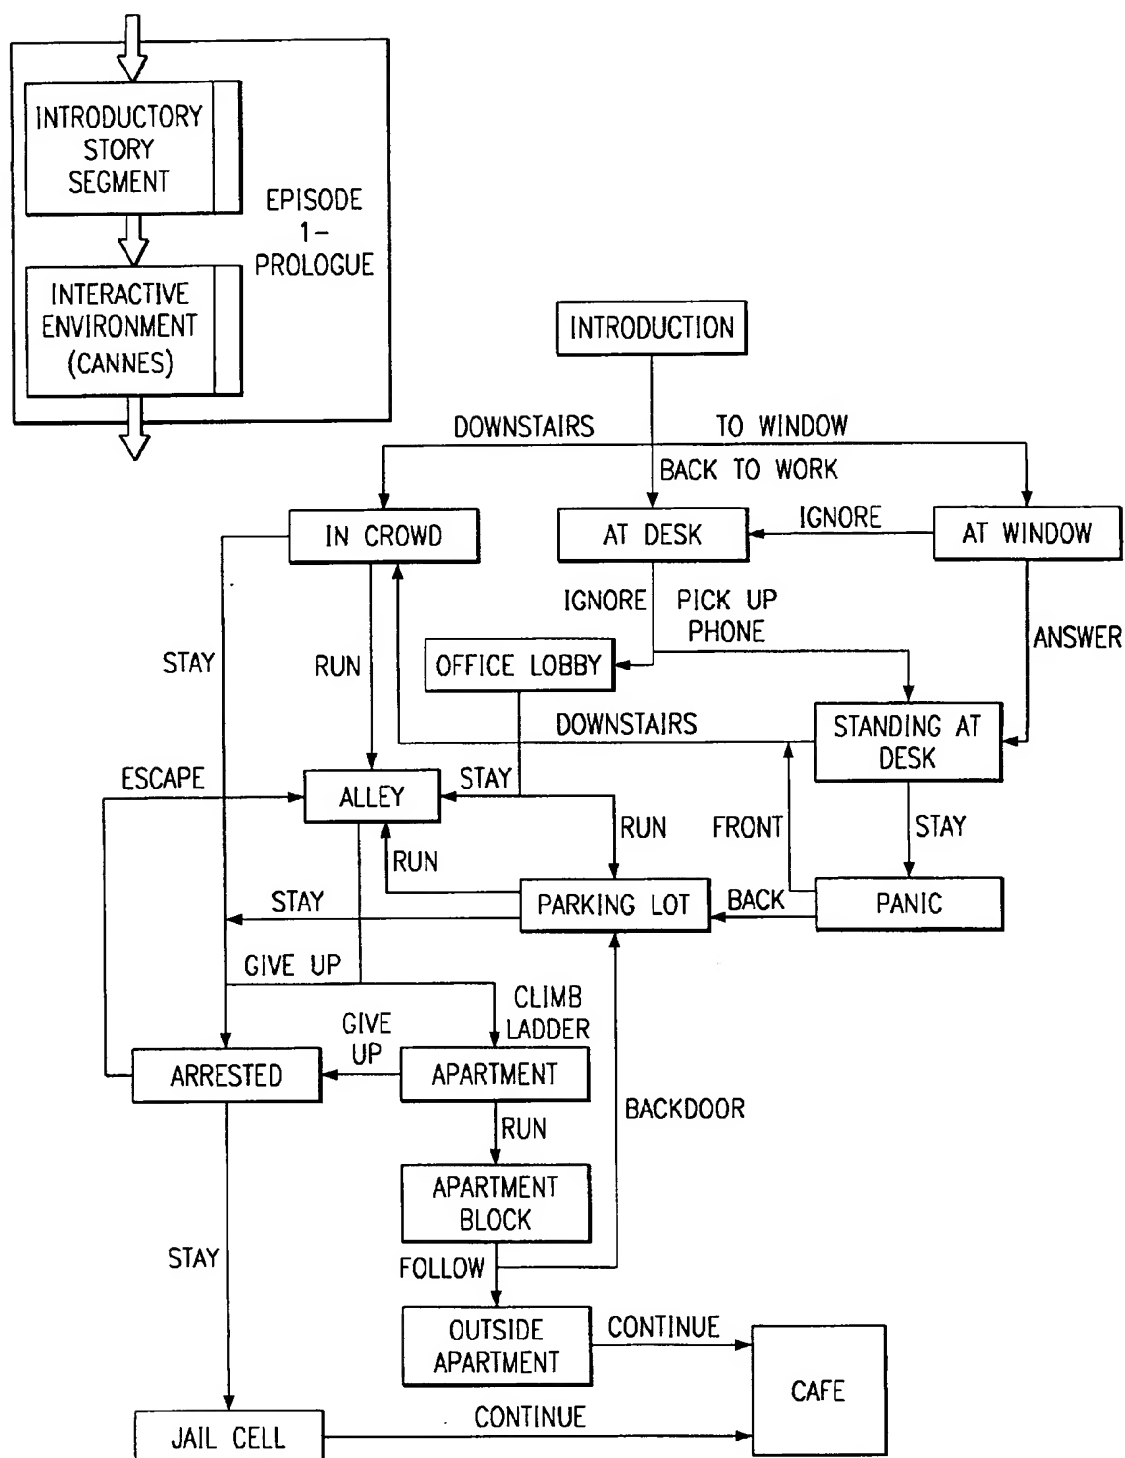 INTRODUCTORY
STORY
SEGMENT
EPISODE
1-
PROLOGUE
INTERACTIVE
ENVIRONMENT
(CANNES)
INTRODUCTION
DOWNSTAIRS
TO WINDOW
BACK TO WORK
IN CROWD
AT DESK
IGNORE
AT WINDOW
IGNORE
PICK UP
PHONE
ANSWER
STAY
RUN
OFFICE LOBBY
DOWNSTAIRS
STANDING AT
DESK
ESCAPE
ALLEY
STAY
RUN
FRONT
STAY
RUN
STAY
PARKING LOT
BACK
PANIC
GIVE UP
CLIMB
LADDER
GIVE
UP
ARRESTED
APARTMENT
BACKDOOR
RUN
APARTMENT
BLOCK
STAY
FOLLOW
OUTSIDE
APARTMENT
CONTINUE
CAFE
JAIL CELL
CONTINUE